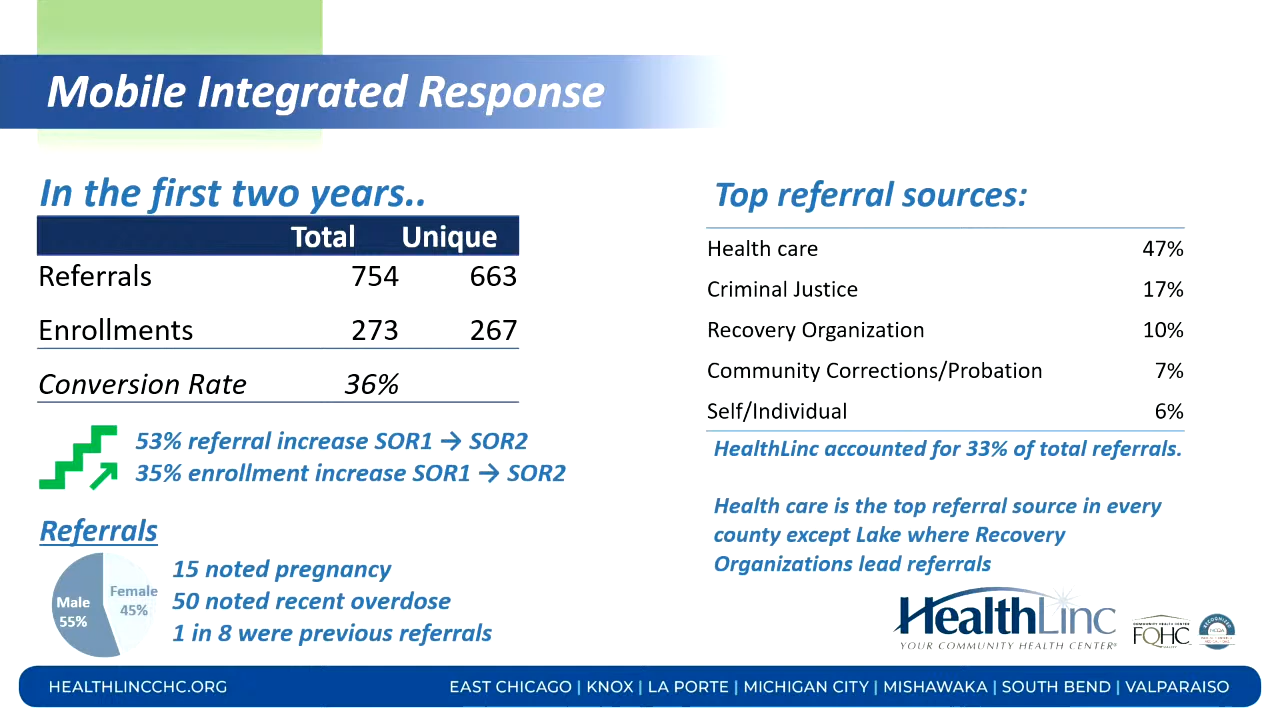 Mobile Integrated Response
In the first two years..
Total Unique
Referrals 754 663
Enrollments 273 267
Conversion Rate 36%
53% referral increase SOR1 → SOR2
35% enrollment increase SOR1 → SOR2
Referrals
Male
55%
Female
45%
15 noted pregnancy
50 noted recent overdose
1 in 8 were previous referrals
Top referral sources:
Health care 47%
Criminal Justice 17%
Recovery Organization 10%
Community Corrections/Probation 7%
Self/Individual 6%
HealthLinc accounted for 33% of total referrals.
Health care is the top referral source in every
county except Lake where Recovery
Organizations lead referrals
HealthLinc
YOUR COMMUNITY HEALTH CENTER®
COMMUNITY HEALTH CENTER
FQHC
RECOGNIZED
NCQA
HEALTHLINCCHC.ORG
EAST CHICAGO | KNOX | LA PORTE | MICHIGAN CITY | MISHAWAKA | SOUTH BEND | VALPARAISO